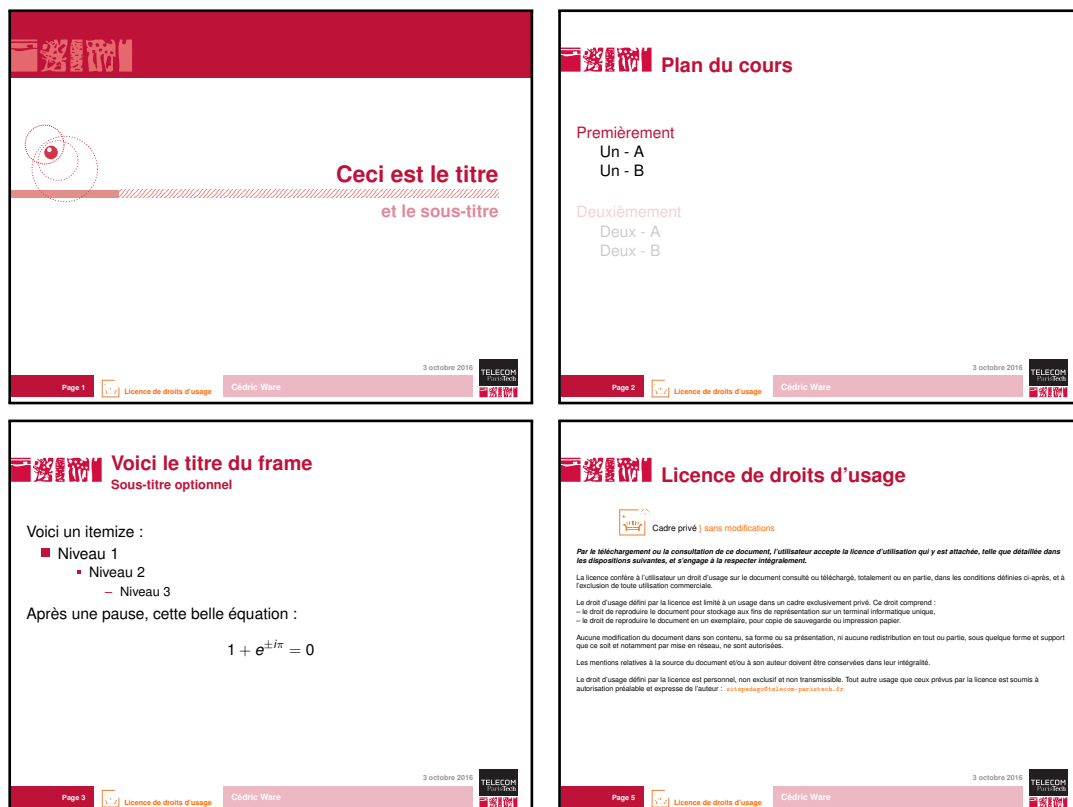 Ceci est le titre
et le sous-titre
3 octobre 2016
TELECOM
ParisTech
Page 1
Licence de droits d'usage
Cédric Ware
Plan du cours
Premièrement
Un - A
Un - B
Deuxièmement
Deux - A
Deux - B
3 octobre 2016
TELECOM
ParisTech
Page 2
Licence de droits d'usage
Cédric Ware
Voici le titre du frame
Sous-titre optionnel
Voici un itemize :
Niveau 1
Niveau 2
– Niveau 3
Après une pause, cette belle équation :
1 + e^{±iπ} = 0
3 octobre 2016
TELECOM
ParisTech
Page 3
Licence de droits d'usage
Cédric Ware
Licence de droits d'usage
Cadre privé } sans modifications
Par le téléchargement ou la consultation de ce document, l'utilisateur accepte la licence d'utilisation qui y est attachée, telle que détaillée dans
les dispositions suivantes, et s'engage à la respecter intégralement.
La licence confère à l'utilisateur un droit d'usage sur le document consulté ou téléchargé, totalement ou en partie, dans les conditions définies ci-après, et à
l'exclusion de toute utilisation commerciale.
Le droit d'usage défini par la licence est limité à un usage dans un cadre exclusivement privé. Ce droit comprend :
– le droit de reproduire le document pour stockage aux fins de représentation sur un terminal informatique unique,
– le droit de reproduire le document en un exemplaire, pour copie de sauvegarde ou impression papier.
Aucune modification du document dans son contenu, sa forme ou sa présentation, ni aucune redistribution en tout ou partie, sous quelque forme et support
que ce soit et notamment par mise en réseau, ne sont autorisées.
Les mentions relatives à la source du document et/ou à son auteur doivent être conservées dans leur intégralité.
Le droit d'usage défini par la licence est personnel, non exclusif et non transmissible. Tout autre usage que ceux prévus par la licence est soumis à
autorisation préalable et expresse de l'auteur : sitepedago@telecom-paristech.fr
3 octobre 2016
TELECOM
ParisTech
Page 5
Licence de droits d'usage
Cédric Ware